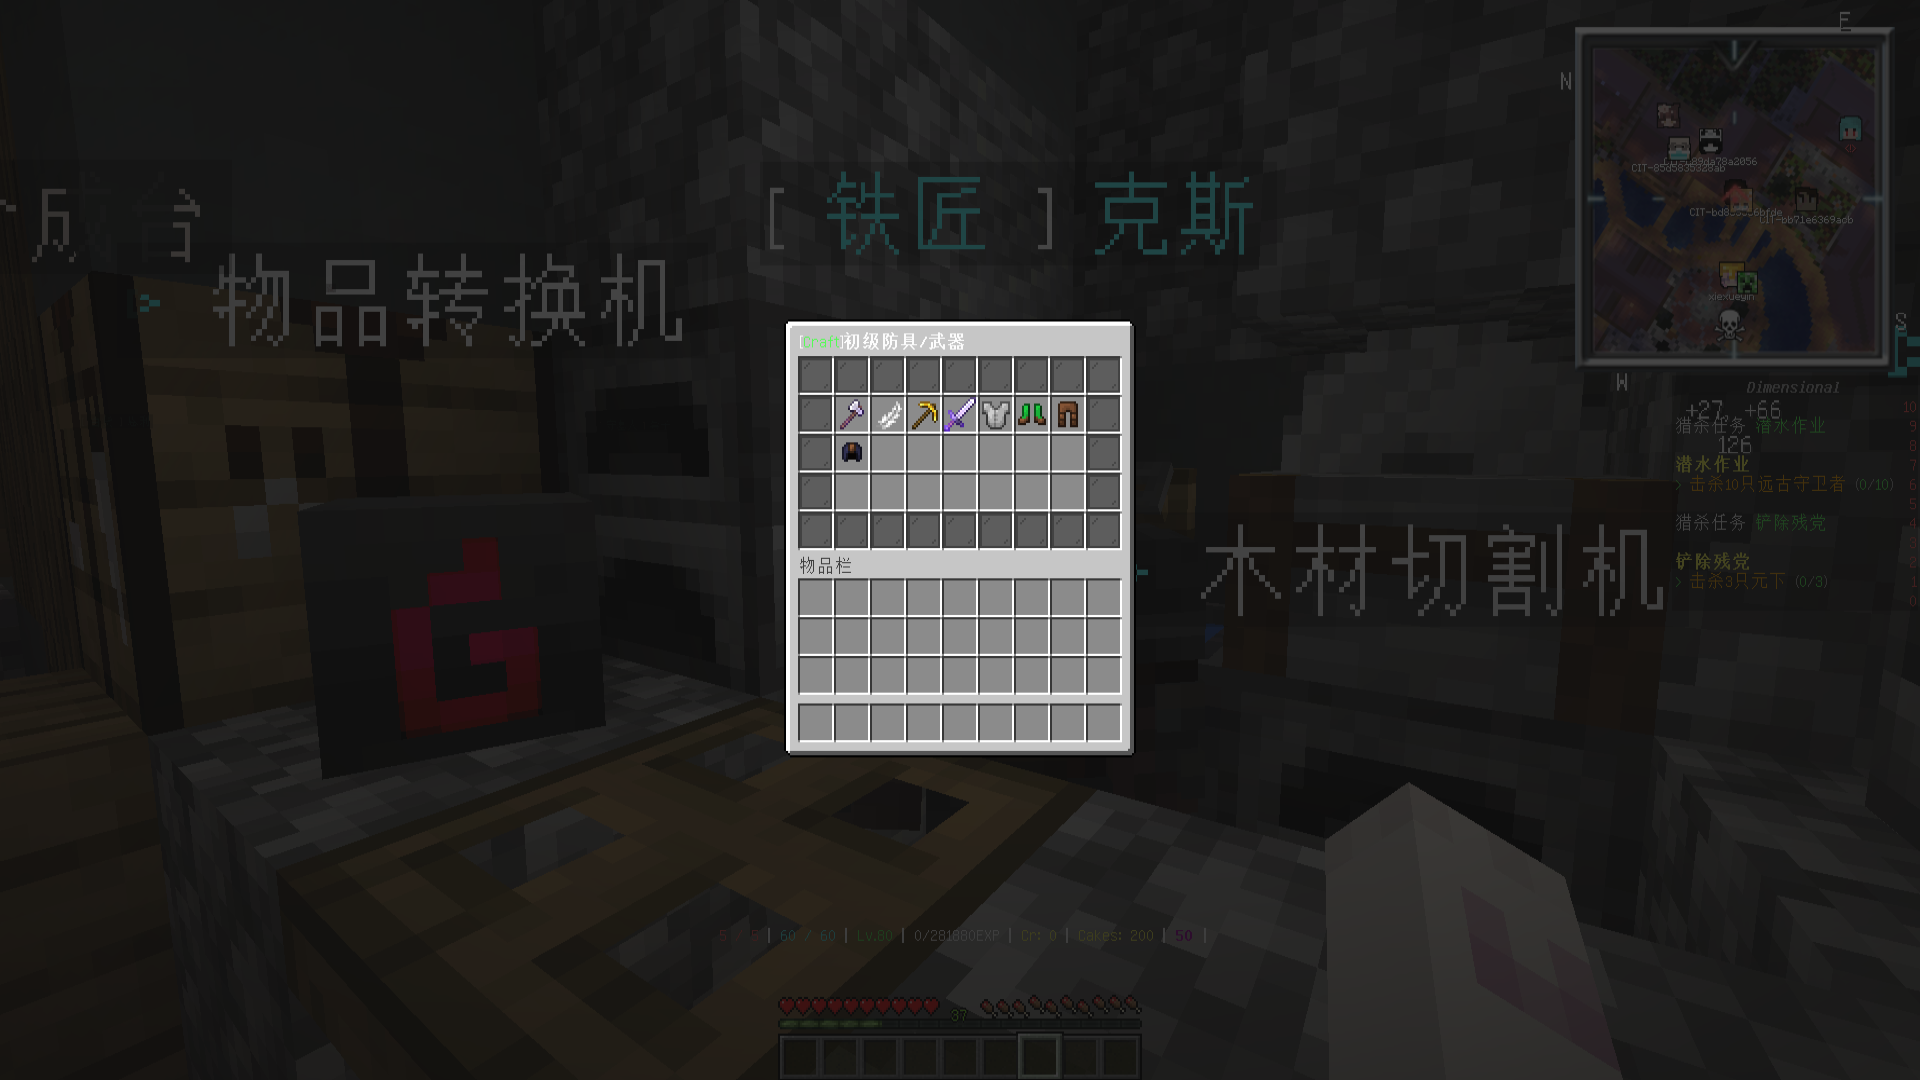 E
N
CIT-bb71e6369acb
S
W
[ 铁匠 ] 克斯
物品转换机
[Craft]初级防具/武器
物品栏
木材切割机
Dimensional
+27, +66
126
猎杀任务 潜水作业
潜水作业
> 击杀10只远古守卫者 (0/10)
猎杀任务 铲除残党
铲除残党
> 击杀3只元下 (0/3)
5 / 5 | 60 / 60 | Lv.80 | 0/281880EXP | Cr: 0 | Cakes: 200 | 50 |
37